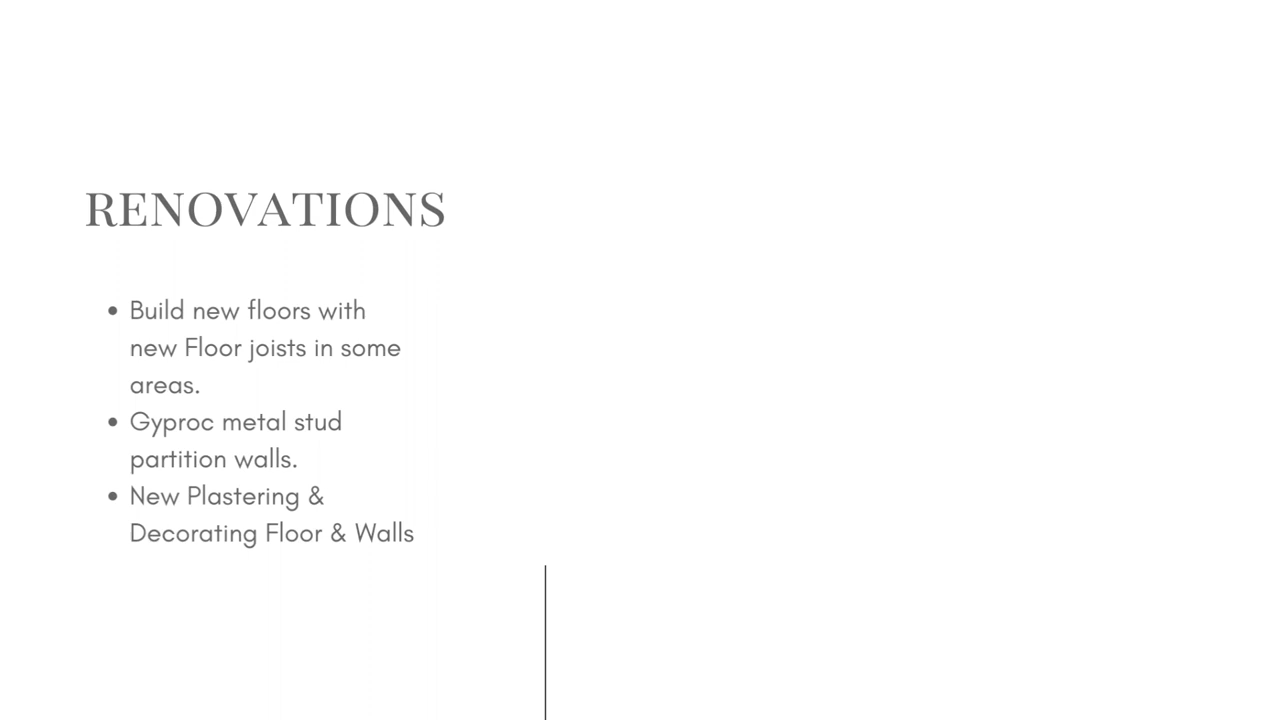 RENOVATIONS
• Build new floors with
new Floor joists in some
areas.
• Gyproc metal stud
partition walls.
• New Plastering &
Decorating Floor & Walls